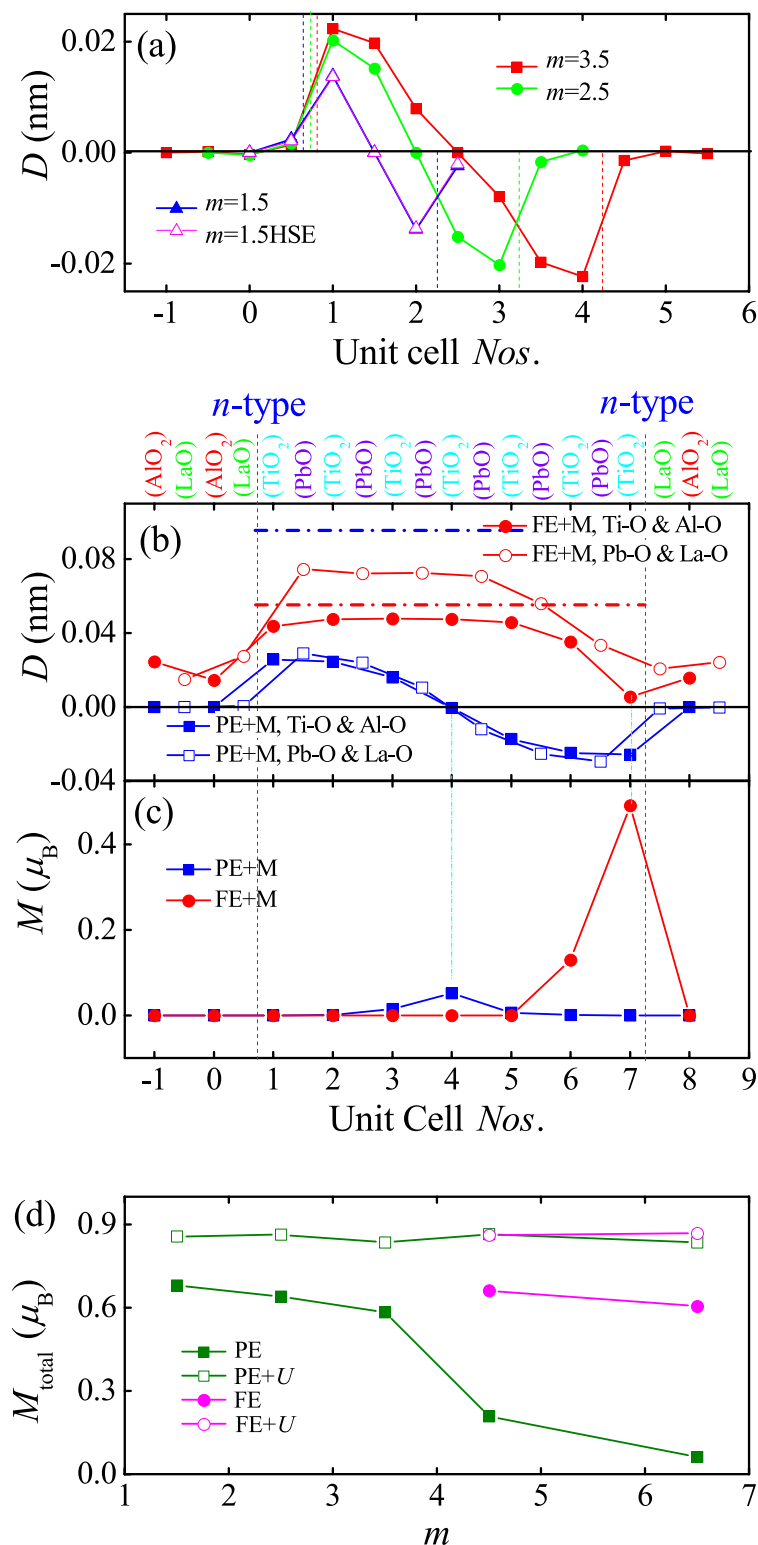 (a)
0.02
0.00
-0.02
D (nm)
m=3.5
m=2.5
m=1.5
m=1.5HSE
-1 0 1 2 3 4 5 6
Unit cell Nos.
n-type n-type
(AlO2) (LaO) (AlO2) (LaO) (TiO2) (PbO) (TiO2) (PbO) (TiO2) (PbO) (TiO2) (PbO) (TiO2) (PbO) (TiO2) (PbO) (TiO2) (LaO) (AlO2) (LaO)
(b)
0.08
0.04
0.00
-0.04
D (nm)
FE+M, Ti-O & Al-O
FE+M, Pb-O & La-O
PE+M, Ti-O & Al-O
PE+M, Pb-O & La-O
(c)
0.4
0.2
0.0
M (μB)
PE+M
FE+M
-1 0 1 2 3 4 5 6 7 8 9
Unit Cell Nos.
(d)
0.9
0.6
0.3
0.0
Mtotal (μB)
PE
PE+U
FE
FE+U
1 2 3 4 5 6 7
m